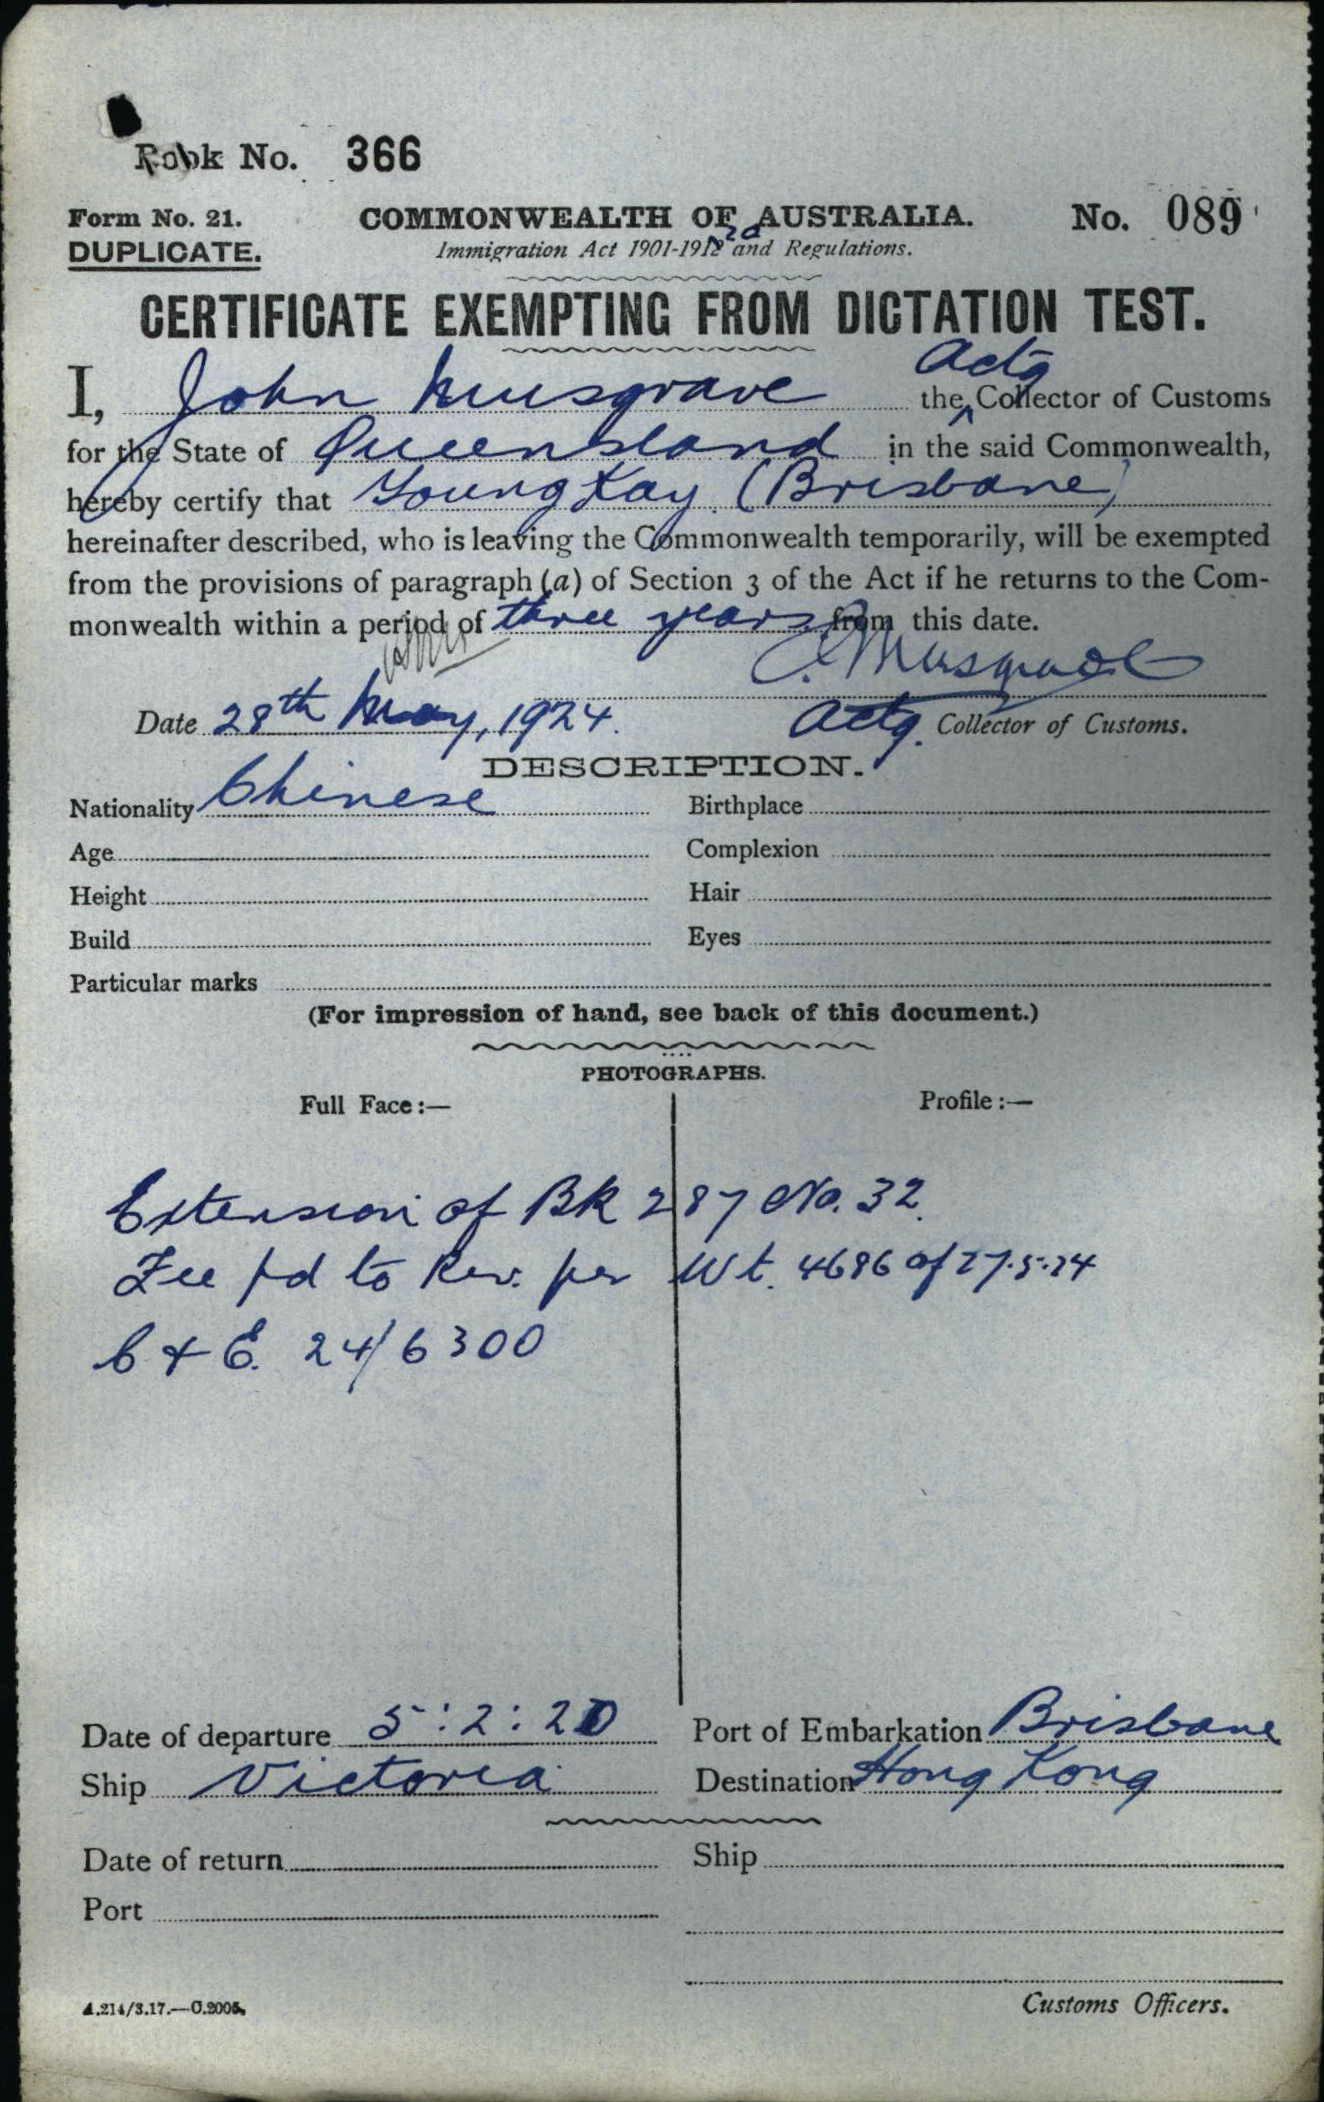 Book No. 366
Form No. 21. COMMONWEALTH OF AUSTRALIA. No. 089
DUPLICATE. Immigration Act 1901-1912 and Regulations.
CERTIFICATE EXEMPTING FROM DICTATION TEST.
I, John Musgrave the Actg Collector of Customs
for the State of Queensland in the said Commonwealth,
hereby certify that Young Kay (Brisbane)
hereinafter described, who is leaving the Commonwealth temporarily, will be exempted
from the provisions of paragraph (a) of Section 3 of the Act if he returns to the Com-
monwealth within a period of three years from this date.
Musgrave
Date 28th May, 1924. Actg. Collector of Customs.
DESCRIPTION.
Nationality Chinese Birthplace
Age Complexion
Height Hair
Build Eyes
Particular marks
(For impression of hand, see back of this document.)
PHOTOGRAPHS.
Full Face:— Profile:—
Extension of BK 287 No. 32.
Fee pd to Rev. per Wt. 4686 of 27.5.24
C & E. 24/6300
Date of departure 5:2:20 Port of Embarkation Brisbane
Ship Victoria Destination Hong Kong
Date of return Ship
Port
A.214/3.17.—C.2005. Customs Officers.